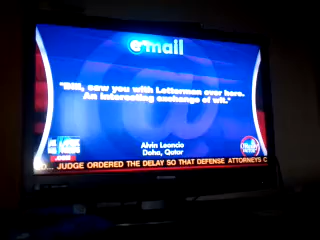 e-mail
"Bill, saw you with Letterman over here.
An interesting exchange of wit."
Alvin Leoncio
Doha, Qatar
JUDGE ORDERED THE DELAY SO THAT DEFENSE ATTORNEYS C